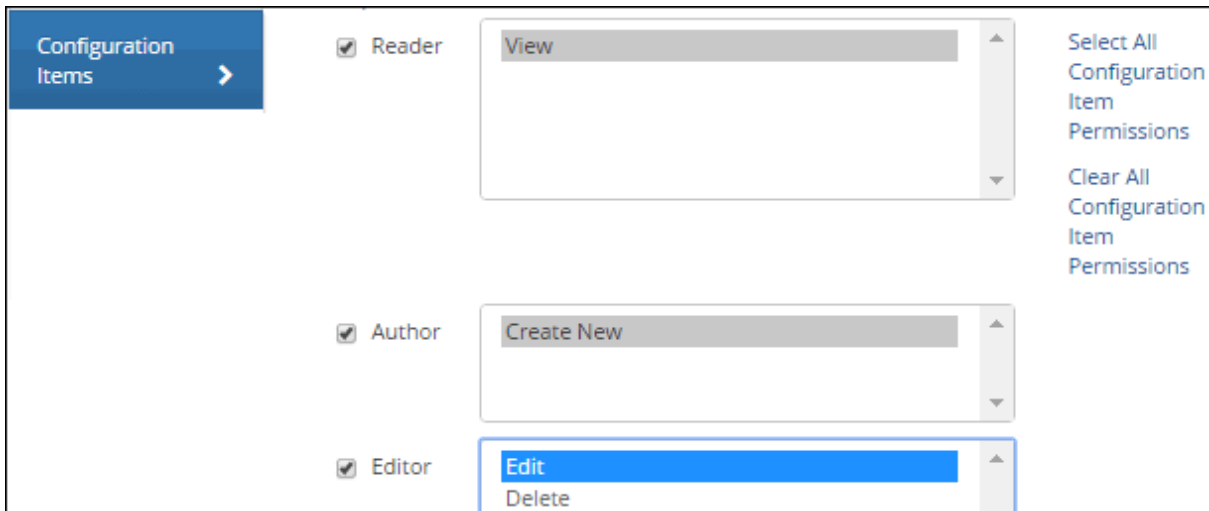 Configuration
Items
Reader
View
Select All
Configuration
Item
Permissions
Clear All
Configuration
Item
Permissions
Author
Create New
Editor
Edit
Delete